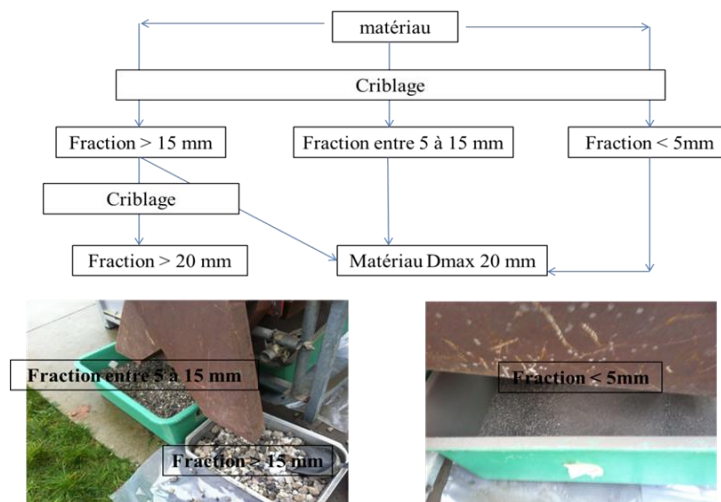 matériau
Criblage
Fraction > 15 mm
Fraction entre 5 à 15 mm
Fraction < 5mm
Criblage
Fraction > 20 mm
Matériau Dmax 20 mm
Fraction entre 5 à 15 mm
Fraction > 15 mm
Fraction < 5mm